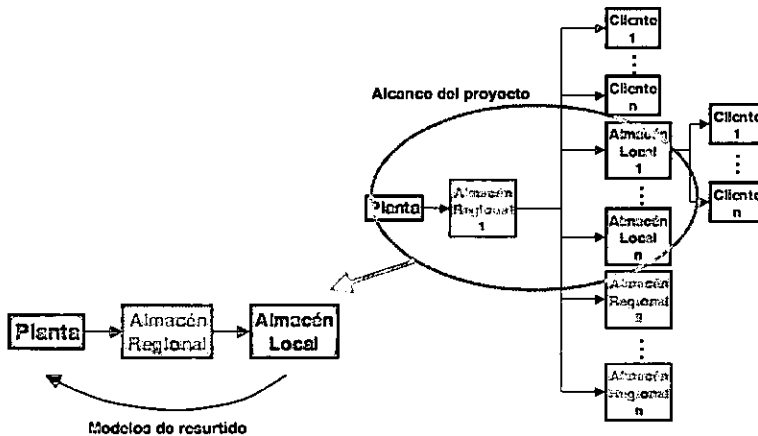 Cliente
1
Cliente
n
Alcance del proyecto
Almacén
Local
1
Cliente
1
Planta
Almacén
Regional
1
Cliente
n
Almacén
Local
n
Almacén
Regional
Planta
Almacén
Regional
Almacén
Local
Almacén
Regional
n
Modelos de resurtido